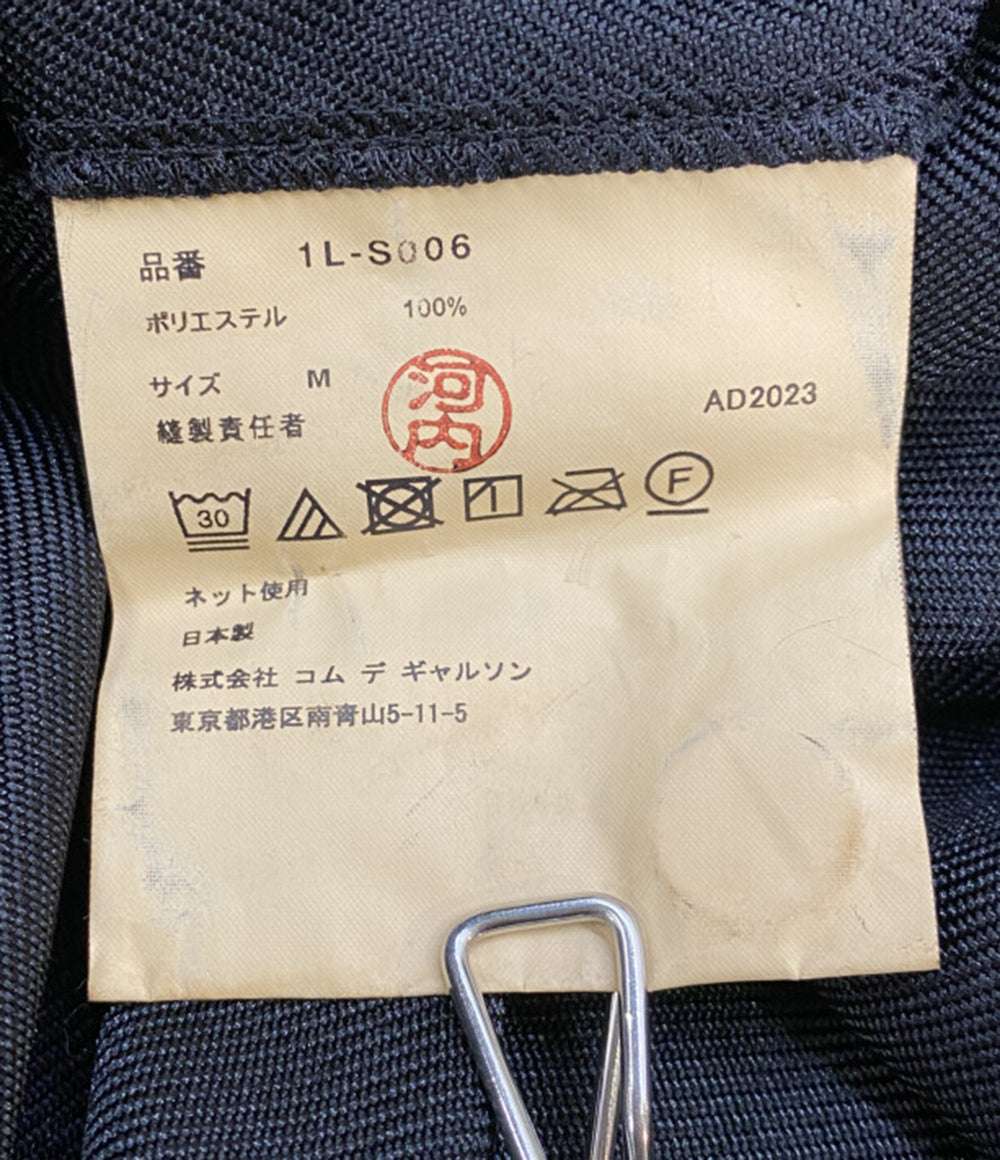 品番 1L-S006
ポリエステル 100%
サイズ M
縫製責任者 河内
AD2023
30 1 F
ネット使用
日本製
株式会社 コム デ ギャルソン
東京都港区南青山5-11-5